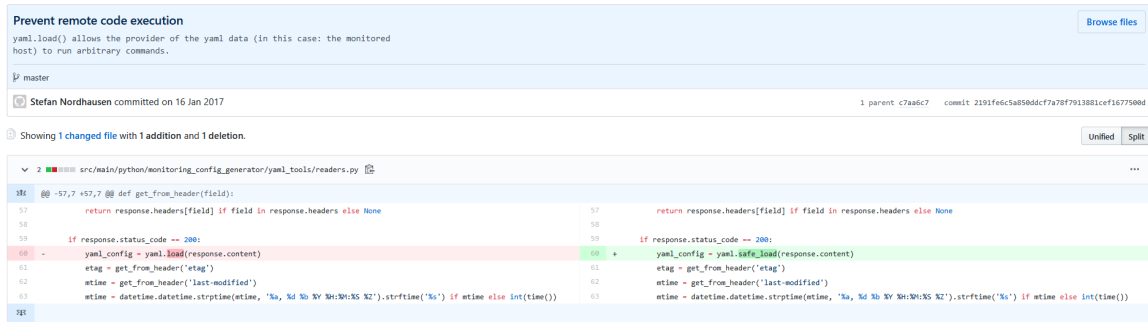 Prevent remote code execution
Browse files
yaml.load() allows the provider of the yaml data (in this case: the monitored
host) to run arbitrary commands.
master
Stefan Nordhausen committed on 16 Jan 2017
1 parent c7aa6c7 commit 2191fe6c5a850ddcf7a78f7913881cef1677500d
Showing 1 changed file with 1 addition and 1 deletion.
Unified Split
2 src/main/python/monitoring_config_generator/yaml_tools/readers.py
@@ -57,7 +57,7 @@ def get_from_header(field):
57 return response.headers[field] if field in response.headers else None
58
59 if response.status_code == 200:
60 - yaml_config = yaml.load(response.content)
61 etag = get_from_header('etag')
62 mtime = get_from_header('last-modified')
63 mtime = datetime.datetime.strptime(mtime, '%a, %d %b %Y %H:%M:%S %Z').strftime('%s') if mtime else int(time())
57 return response.headers[field] if field in response.headers else None
58
59 if response.status_code == 200:
60 + yaml_config = yaml.safe_load(response.content)
61 etag = get_from_header('etag')
62 mtime = get_from_header('last-modified')
63 mtime = datetime.datetime.strptime(mtime, '%a, %d %b %Y %H:%M:%S %Z').strftime('%s') if mtime else int(time())